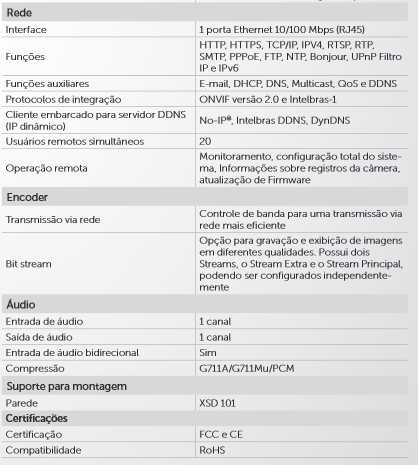 Rede
Interface 1 porta Ethernet 10/100 Mbps (RJ45)
Funções HTTP, HTTPS, TCP/IP, IPV4, RTSP, RTP,
SMTP, PPPoE, FTP, NTP, Bonjour, UPnP Filtro
IP e IPv6
Funções auxiliares E-mail, DHCP, DNS, Multicast, QoS e DDNS
Protocolos de integração ONVIF versão 2.0 e Intelbras-1
Cliente embarcado para servidor DDNS
(IP dinâmico) No-IP®, Intelbras DDNS, DynDNS
Usuários remotos simultâneos 20
Operação remota Monitoramento, configuração total do siste-
ma, Informações sobre registros da câmera,
atualização de Firmware
Encoder
Transmissão via rede Controle de banda para uma transmissão via
rede mais eficiente
Bit stream Opção para gravação e exibição de imagens
em diferentes qualidades. Possui dois
Streams, o Stream Extra e o Stream Principal,
podendo ser configurados independente-
mente
Áudio
Entrada de áudio 1 canal
Saída de áudio 1 canal
Entrada de áudio bidirecional Sim
Compressão G711A/G711Mu/PCM
Suporte para montagem
Parede XSD 101
Certificações
Certificação FCC e CE
Compatibilidade RoHS